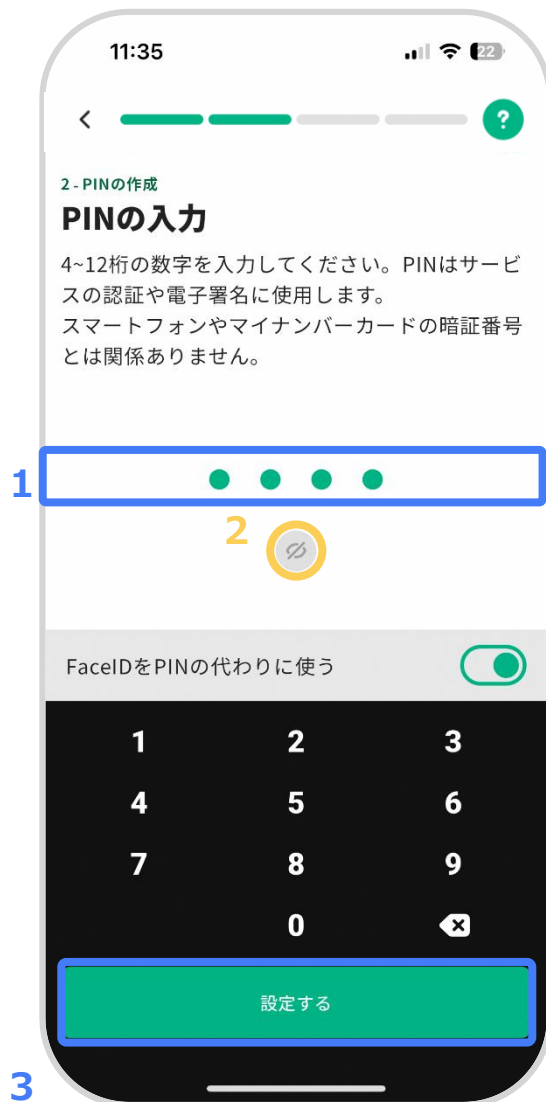 11:35
22
?
2 - PINの作成
PINの入力
4~12桁の数字を入力してください。PINはサービ
スの認証や電子署名に使用します。
スマートフォンやマイナンバーカードの暗証番号
とは関係ありません。
1
2
FaceIDをPINの代わりに使う
1 2 3
4 5 6
7 8 9
0
設定する
3